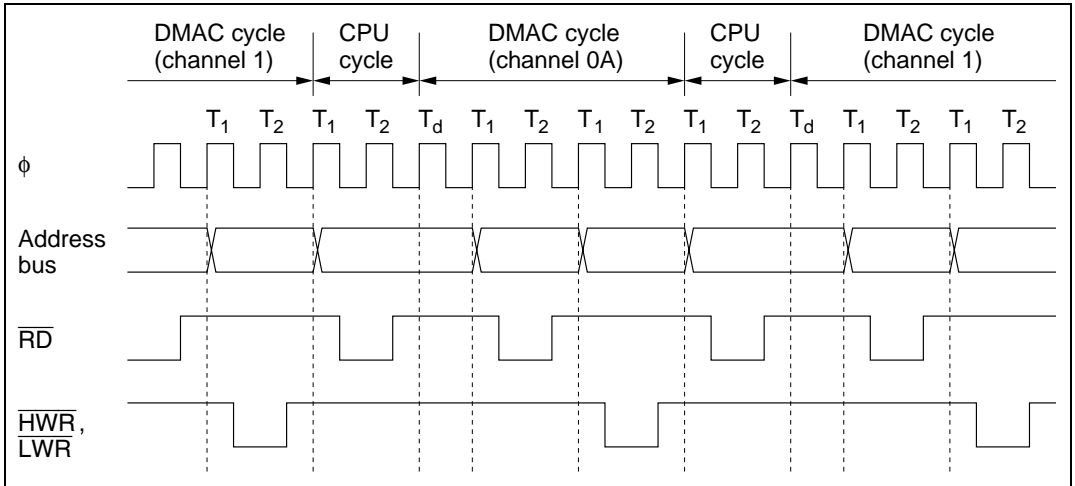 DMAC cycle (channel 1)
CPU cycle
DMAC cycle (channel 0A)
CPU cycle
DMAC cycle (channel 1)
T1 T2 T1 T2 Td T1 T2 T1 T2 T1 T2 Td T1 T2 T1 T2
φ
Address bus
RD
HWR,
LWR